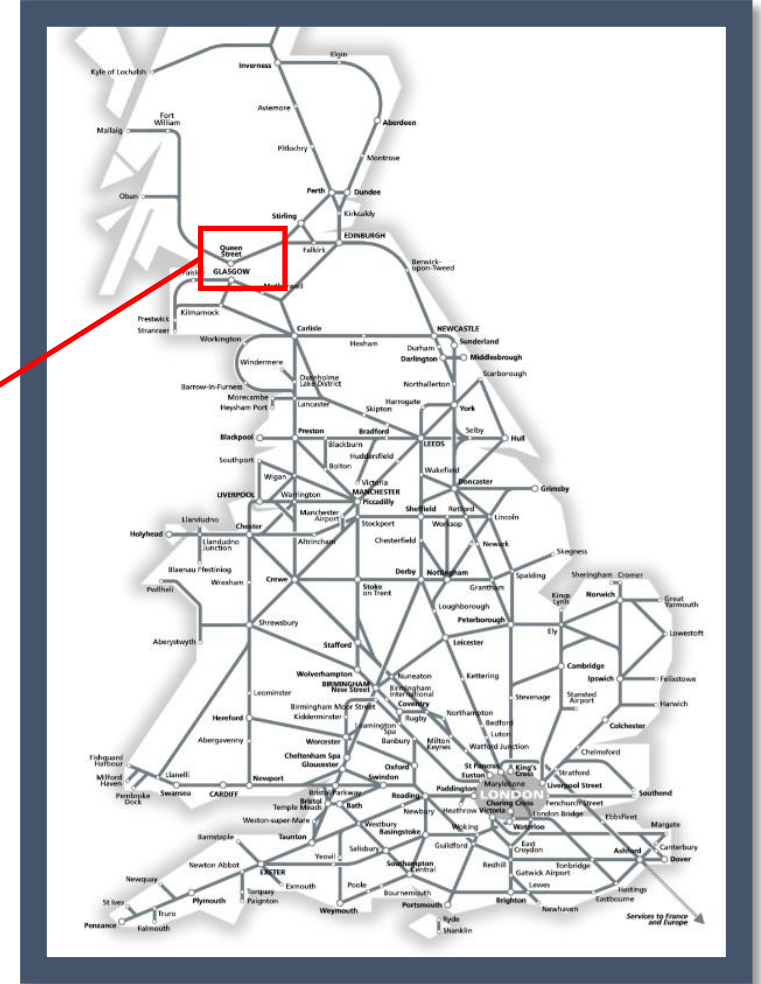 Elgin
Inverness
Kyle of Lochalsh
Aviemore
Fort
William
Aberdeen
Mallaig
Pitlochry
Montrose
Perth
Dundee
Oban
Kirkcaldy
Stirling
EDINBURGH
Queen
Street
Falkirk
Berwick-
upon-Tweed
GLASGOW
Paisley
Motherwell
Kilmarnock
Prestwick
Stranraer
Carlisle
NEWCASTLE
Workington
Hexham
Sunderland
Durham
Darlington
Middlesbrough
Windermere
Scarborough
Oxenholme
Lake District
Barrow-in-Furness
Northallerton
Morecambe
Heysham Port
Lancaster
Harrogate
York
Skipton
Blackpool
Preston
Bradford
Selby
Hull
Blackburn
LEEDS
Huddersfield
Southport
Bolton
Wakefield
Wigan
Victoria
Doncaster
Grimsby
LIVERPOOL
Warrington
MANCHESTER
Piccadilly
Manchester
Airport
Sheffield
Retford
Lincoln
Llandudno
Chester
Stockport
Worksop
Holyhead
Llandudno
Junction
Altrincham
Chesterfield
Newark
Skegness
Blaenau Ffestiniog
Derby
Nottingham
Pwllheli
Wrexham
Crewe
Stoke
on Trent
Grantham
Spalding
Sheringham
Cromer
Kings
Lynn
Norwich
Great
Yarmouth
Loughborough
Shrewsbury
Peterborough
Ely
Lowestoft
Aberystwyth
Stafford
Leicester
Cambridge
Wolverhampton
Nuneaton
Kettering
Ipswich
Felixstowe
BIRMINGHAM
New Street
Birmingham
International
Leominster
Stevenage
Stansted
Airport
Birmingham Moor Street
Coventry
Harwich
Hereford
Kidderminster
Rugby
Northampton
Colchester
Leamington
Spa
Bedford
Abergavenny
Worcester
Banbury
Milton
Keynes
Luton
Cheltenham Spa
Watford Junction
Chelmsford
Fishguard
Harbour
Gloucester
Oxford
St Pancras
King's
Cross
Euston
Stratford
Milford
Haven
Llanelli
Newport
Swindon
Marylebone
Liverpool Street
Pembroke
Dock
Swansea
CARDIFF
Bristol Parkway
Reading
Paddington
LONDON
Southend
Bristol
Temple Meads
Bath
Newbury
Heathrow
Victoria
Charing Cross
Fenchurch Street
London Bridge
Ebbsfleet
Weston-super-Mare
Westbury
Waterloo
Margate
Barnstaple
Taunton
Basingstoke
Woking
Salisbury
Guildford
East
Croydon
Canterbury
Yeovil
Ashford
Dover
Newton Abbot
Southampton
Central
Redhill
Tonbridge
EXETER
Gatwick Airport
Newquay
Exmouth
Poole
Lewes
Hastings
Torquay
Paignton
Bournemouth
Eastbourne
St Ives
Plymouth
Weymouth
Portsmouth
Brighton
Newhaven
Truro
Ryde
Services to France
and Europe
Penzance
Falmouth
Shanklin